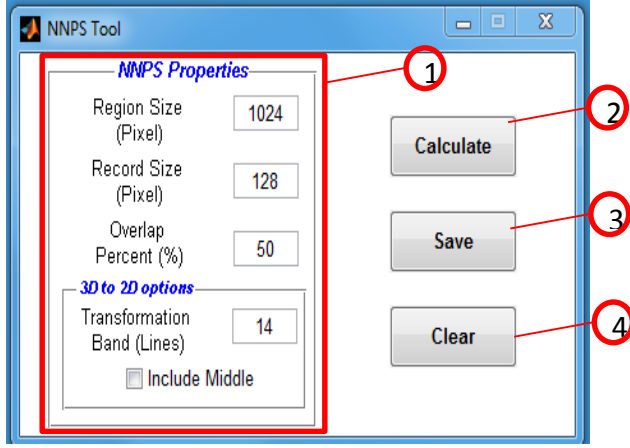 NNPS Tool
NNPS Properties
Region Size
(Pixel)
1024
Record Size
(Pixel)
128
Overlap
Percent (%)
50
3D to 2D options
Transformation
Band (Lines)
14
Include Middle
Calculate
Save
Clear
1
2
3
4